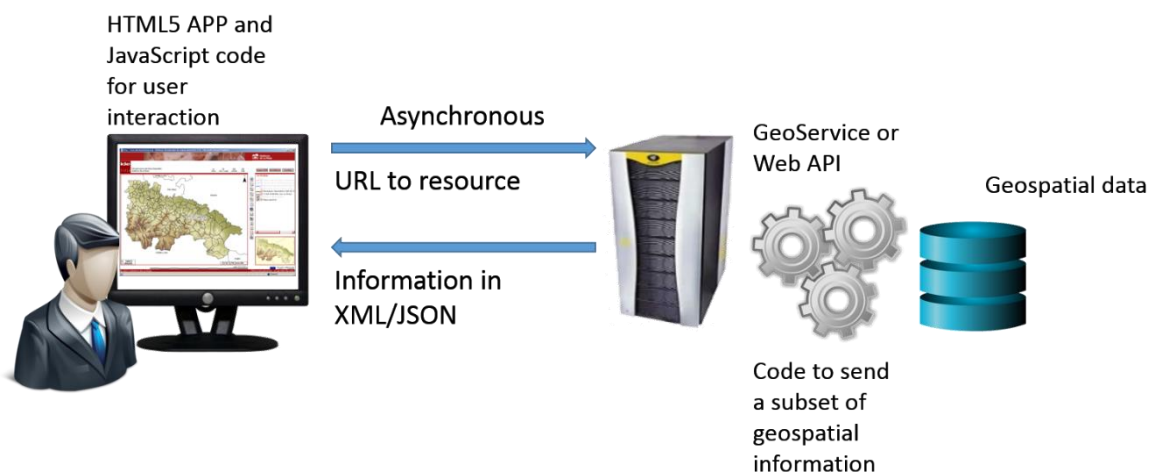 HTML5 APP and
JavaScript code
for user
interaction
Asynchronous
URL to resource
Information in
XML/JSON
GeoService or
Web API
Geospatial data
Code to send
a subset of
geospatial
information